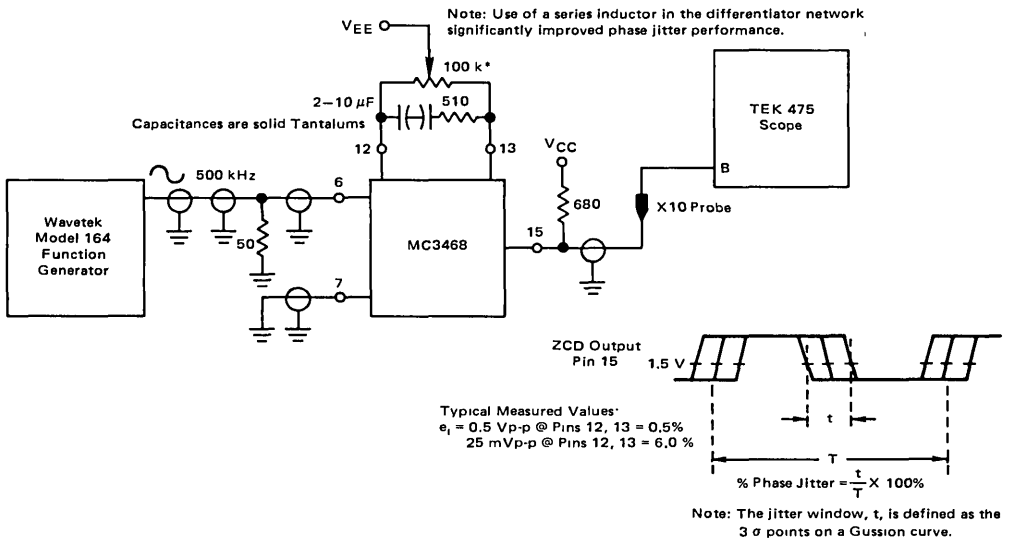 Note: Use of a series inductor in the differentiator network
significantly improved phase jitter performance.
VEE
100 k*
2–10 µF
510
Capacitances are solid Tantalums
12
13
TEK 475
Scope
B
X10 Probe
VCC
680
500 kHz
6
Wavetek
Model 164
Function
Generator
50
MC3468
15
7
ZCD Output
Pin 15
1.5 V
t
Typical Measured Values·
eI = 0.5 Vp-p @ Pins 12, 13 = 0.5%
25 mVp-p @ Pins 12, 13 = 6.0 %
T
% Phase Jitter = t/T X 100%
Note: The jitter window, t, is defined as the
3 σ points on a Gussion curve.